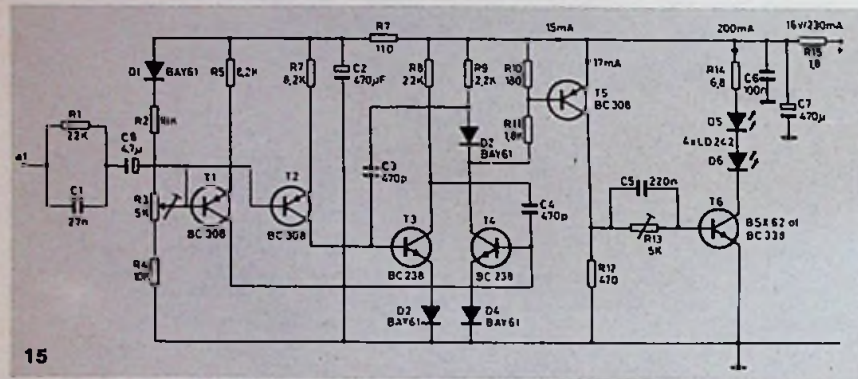 R7
110
15mA
200mA
16V/230mA
R15
1,8
D1
BAY61
R5
8,2K
R7
8,2K
C2
470µF
R8
22K
R9
2,2K
R10
180
17mA
T5
BC 308
R14
6,8
C6
100n
C7
470µ
R1
22K
C8
4,7µ
R2
C1
27n
R3
5K
T1
BC 308
T2
BC 308
C3
470p
D2
BAY61
R11
1,8K
D5
4xLD242
D6
C4
470p
T3
BC 238
T4
BC 238
C5
220n
R13
5K
T6
BSX62 of
BC 338
R4
10K
D2
BAY61
D4
BAY61
R12
470
15